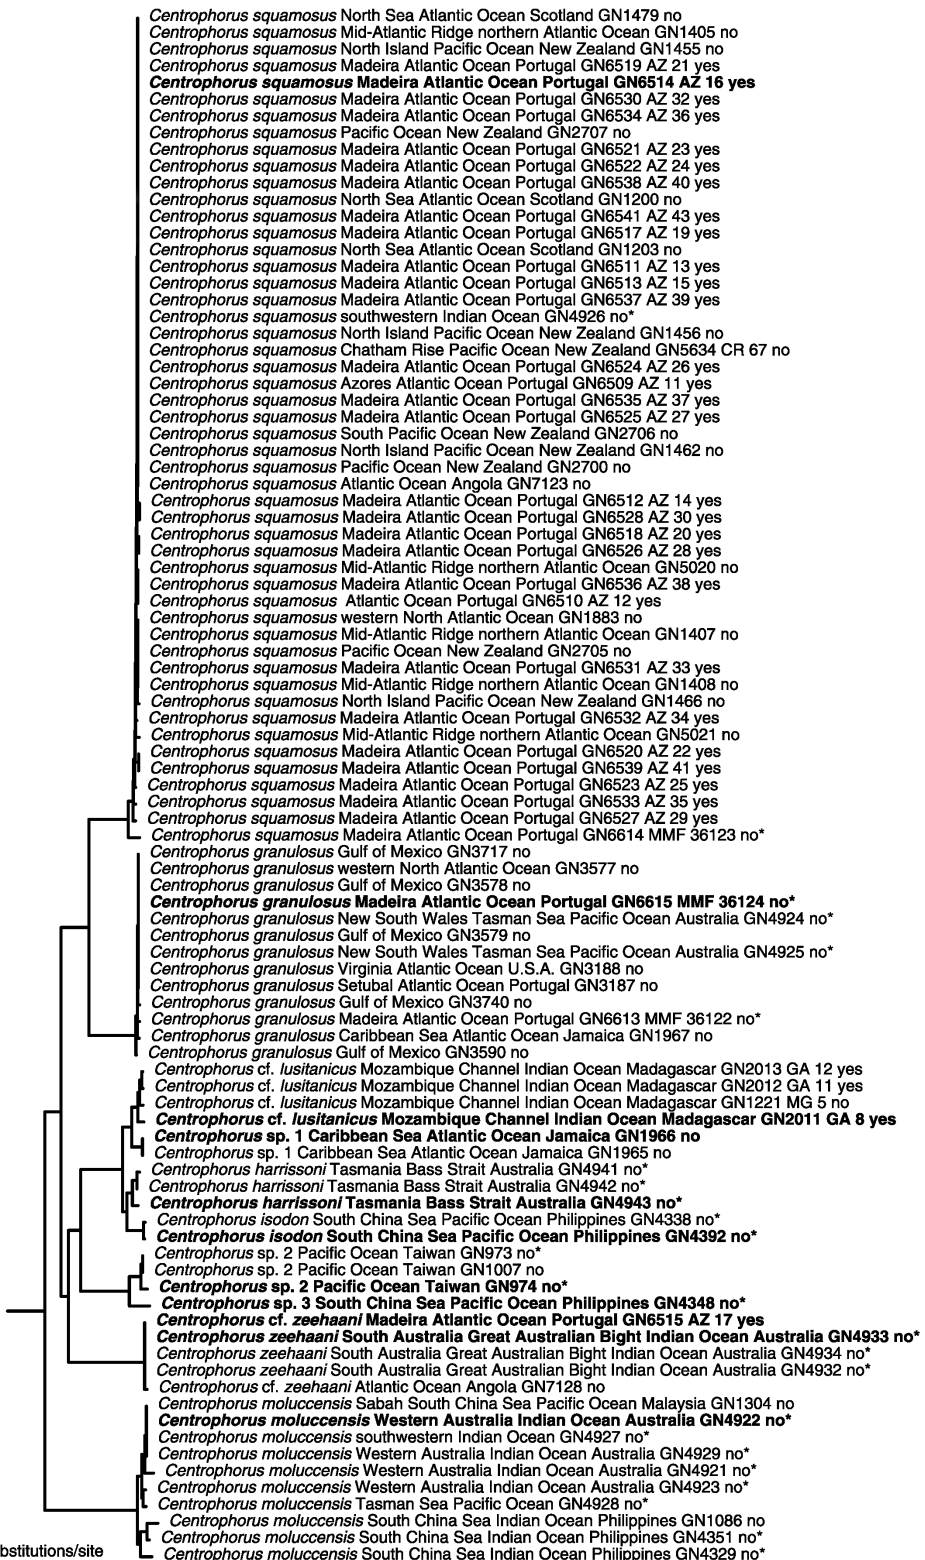 Centrophorus squamosus North Sea Atlantic Ocean Scotland GN1479 no
Centrophorus squamosus Mid-Atlantic Ridge northern Atlantic Ocean GN1405 no
Centrophorus squamosus North Island Pacific Ocean New Zealand GN1455 no
Centrophorus squamosus Madeira Atlantic Ocean Portugal GN6519 AZ 21 yes
Centrophorus squamosus Madeira Atlantic Ocean Portugal GN6514 AZ 16 yes
Centrophorus squamosus Madeira Atlantic Ocean Portugal GN6530 AZ 32 yes
Centrophorus squamosus Madeira Atlantic Ocean Portugal GN6534 AZ 36 yes
Centrophorus squamosus Pacific Ocean New Zealand GN2707 no
Centrophorus squamosus Madeira Atlantic Ocean Portugal GN6521 AZ 23 yes
Centrophorus squamosus Madeira Atlantic Ocean Portugal GN6522 AZ 24 yes
Centrophorus squamosus Madeira Atlantic Ocean Portugal GN6538 AZ 40 yes
Centrophorus squamosus North Sea Atlantic Ocean Scotland GN1200 no
Centrophorus squamosus Madeira Atlantic Ocean Portugal GN6541 AZ 43 yes
Centrophorus squamosus Madeira Atlantic Ocean Portugal GN6517 AZ 19 yes
Centrophorus squamosus North Sea Atlantic Ocean Scotland GN1203 no
Centrophorus squamosus Madeira Atlantic Ocean Portugal GN6511 AZ 13 yes
Centrophorus squamosus Madeira Atlantic Ocean Portugal GN6513 AZ 15 yes
Centrophorus squamosus Madeira Atlantic Ocean Portugal GN6537 AZ 39 yes
Centrophorus squamosus southwestern Indian Ocean GN4926 no*
Centrophorus squamosus North Island Pacific Ocean New Zealand GN1456 no
Centrophorus squamosus Chatham Rise Pacific Ocean New Zealand GN5634 CR 67 no
Centrophorus squamosus Madeira Atlantic Ocean Portugal GN6524 AZ 26 yes
Centrophorus squamosus Azores Atlantic Ocean Portugal GN6509 AZ 11 yes
Centrophorus squamosus Madeira Atlantic Ocean Portugal GN6535 AZ 37 yes
Centrophorus squamosus Madeira Atlantic Ocean Portugal GN6525 AZ 27 yes
Centrophorus squamosus South Pacific Ocean New Zealand GN2706 no
Centrophorus squamosus North Island Pacific Ocean New Zealand GN1462 no
Centrophorus squamosus Pacific Ocean New Zealand GN2700 no
Centrophorus squamosus Atlantic Ocean Angola GN7123 no
Centrophorus squamosus Madeira Atlantic Ocean Portugal GN6512 AZ 14 yes
Centrophorus squamosus Madeira Atlantic Ocean Portugal GN6528 AZ 30 yes
Centrophorus squamosus Madeira Atlantic Ocean Portugal GN6518 AZ 20 yes
Centrophorus squamosus Madeira Atlantic Ocean Portugal GN6526 AZ 28 yes
Centrophorus squamosus Mid-Atlantic Ridge northern Atlantic Ocean GN5020 no
Centrophorus squamosus Madeira Atlantic Ocean Portugal GN6536 AZ 38 yes
Centrophorus squamosus Atlantic Ocean Portugal GN6510 AZ 12 yes
Centrophorus squamosus western North Atlantic Ocean GN1883 no
Centrophorus squamosus Mid-Atlantic Ridge northern Atlantic Ocean GN1407 no
Centrophorus squamosus Pacific Ocean New Zealand GN2705 no
Centrophorus squamosus Madeira Atlantic Ocean Portugal GN6531 AZ 33 yes
Centrophorus squamosus Mid-Atlantic Ridge northern Atlantic Ocean GN1408 no
Centrophorus squamosus North Island Pacific Ocean New Zealand GN1466 no
Centrophorus squamosus Madeira Atlantic Ocean Portugal GN6532 AZ 34 yes
Centrophorus squamosus Mid-Atlantic Ridge northern Atlantic Ocean GN5021 no
Centrophorus squamosus Madeira Atlantic Ocean Portugal GN6520 AZ 22 yes
Centrophorus squamosus Madeira Atlantic Ocean Portugal GN6539 AZ 41 yes
Centrophorus squamosus Madeira Atlantic Ocean Portugal GN6523 AZ 25 yes
Centrophorus squamosus Madeira Atlantic Ocean Portugal GN6533 AZ 35 yes
Centrophorus squamosus Madeira Atlantic Ocean Portugal GN6527 AZ 29 yes
Centrophorus squamosus Madeira Atlantic Ocean Portugal GN6614 MMF 36123 no*
Centrophorus granulosus Gulf of Mexico GN3717 no
Centrophorus granulosus western North Atlantic Ocean GN3577 no
Centrophorus granulosus Gulf of Mexico GN3578 no
Centrophorus granulosus Madeira Atlantic Ocean Portugal GN6615 MMF 36124 no*
Centrophorus granulosus New South Wales Tasman Sea Pacific Ocean Australia GN4924 no*
Centrophorus granulosus Gulf of Mexico GN3579 no
Centrophorus granulosus New South Wales Tasman Sea Pacific Ocean Australia GN4925 no*
Centrophorus granulosus Virginia Atlantic Ocean U.S.A. GN3188 no
Centrophorus granulosus Setubal Atlantic Ocean Portugal GN3187 no
Centrophorus granulosus Gulf of Mexico GN3740 no
Centrophorus granulosus Madeira Atlantic Ocean Portugal GN6613 MMF 36122 no*
Centrophorus granulosus Caribbean Sea Atlantic Ocean Jamaica GN1967 no
Centrophorus granulosus Gulf of Mexico GN3590 no
Centrophorus cf. lusitanicus Mozambique Channel Indian Ocean Madagascar GN2013 GA 12 yes
Centrophorus cf. lusitanicus Mozambique Channel Indian Ocean Madagascar GN2012 GA 11 yes
Centrophorus cf. lusitanicus Mozambique Channel Indian Ocean Madagascar GN1221 MG 5 no
Centrophorus cf. lusitanicus Mozambique Channel Indian Ocean Madagascar GN2011 GA 8 yes
Centrophorus sp. 1 Caribbean Sea Atlantic Ocean Jamaica GN1966 no
Centrophorus sp. 1 Caribbean Sea Atlantic Ocean Jamaica GN1965 no
Centrophorus harrissoni Tasmania Bass Strait Australia GN4941 no*
Centrophorus harrissoni Tasmania Bass Strait Australia GN4942 no*
Centrophorus harrissoni Tasmania Bass Strait Australia GN4943 no*
Centrophorus isodon South China Sea Pacific Ocean Philippines GN4338 no*
Centrophorus isodon South China Sea Pacific Ocean Philippines GN4392 no*
Centrophorus sp. 2 Pacific Ocean Taiwan GN973 no*
Centrophorus sp. 2 Pacific Ocean Taiwan GN1007 no
Centrophorus sp. 2 Pacific Ocean Taiwan GN974 no*
Centrophorus sp. 3 South China Sea Pacific Ocean Philippines GN4348 no*
Centrophorus cf. zeehaani Madeira Atlantic Ocean Portugal GN6515 AZ 17 yes
Centrophorus zeehaani South Australia Great Australian Bight Indian Ocean Australia GN4933 no*
Centrophorus zeehaani South Australia Great Australian Bight Indian Ocean Australia GN4934 no*
Centrophorus zeehaani South Australia Great Australian Bight Indian Ocean Australia GN4932 no*
Centrophorus cf. zeehaani Atlantic Ocean Angola GN7128 no
Centrophorus moluccensis Sabah South China Sea Pacific Ocean Malaysia GN1304 no
Centrophorus moluccensis Western Australia Indian Ocean Australia GN4922 no*
Centrophorus moluccensis southwestern Indian Ocean GN4927 no*
Centrophorus moluccensis Western Australia Indian Ocean Australia GN4929 no*
Centrophorus moluccensis Western Australia Indian Ocean Australia GN4921 no*
Centrophorus moluccensis Western Australia Indian Ocean Australia GN4923 no*
Centrophorus moluccensis Tasman Sea Pacific Ocean GN4928 no*
Centrophorus moluccensis South China Sea Indian Ocean Philippines GN1086 no
Centrophorus moluccensis South China Sea Indian Ocean Philippines GN4351 no*
Centrophorus moluccensis South China Sea Indian Ocean Philippines GN4329 no*
bstitutions/site